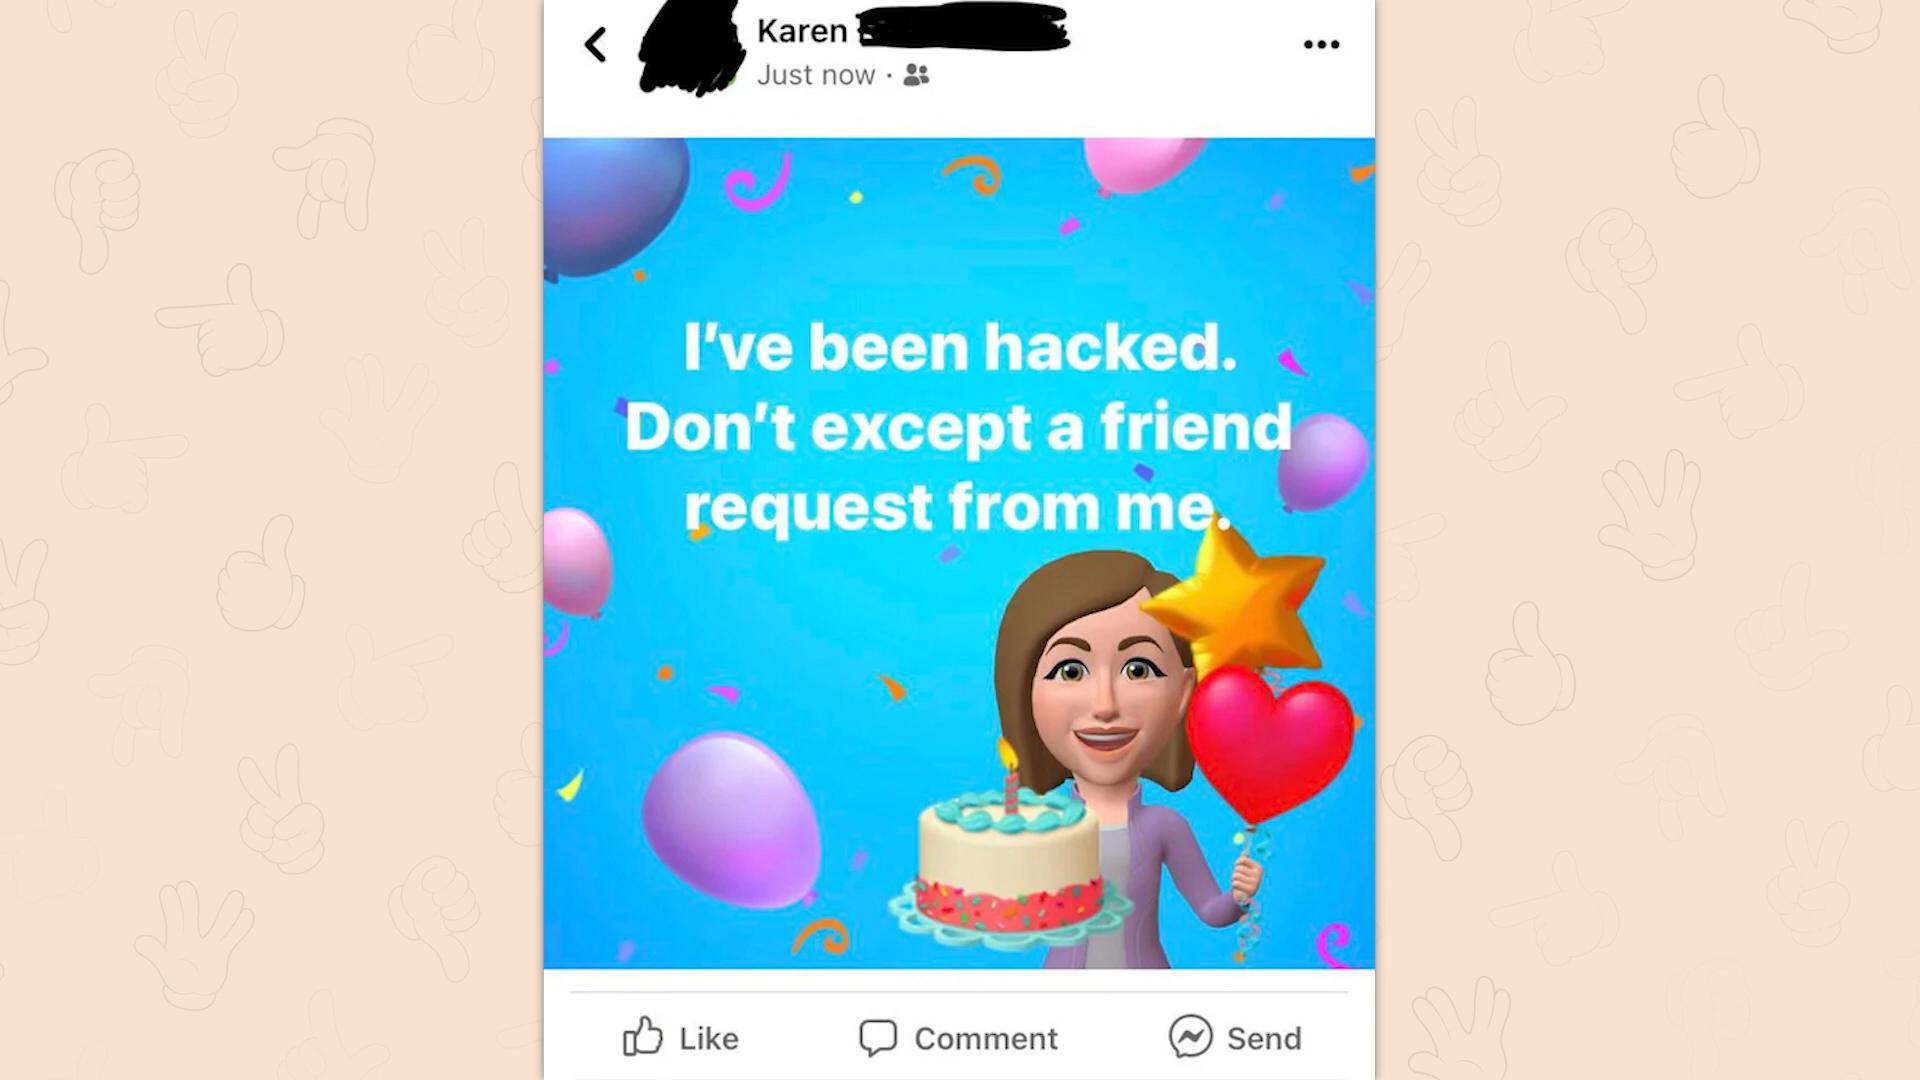 Karen
Just now ·
I've been hacked.
Don't except a friend
request from me.
Like
Comment
Send